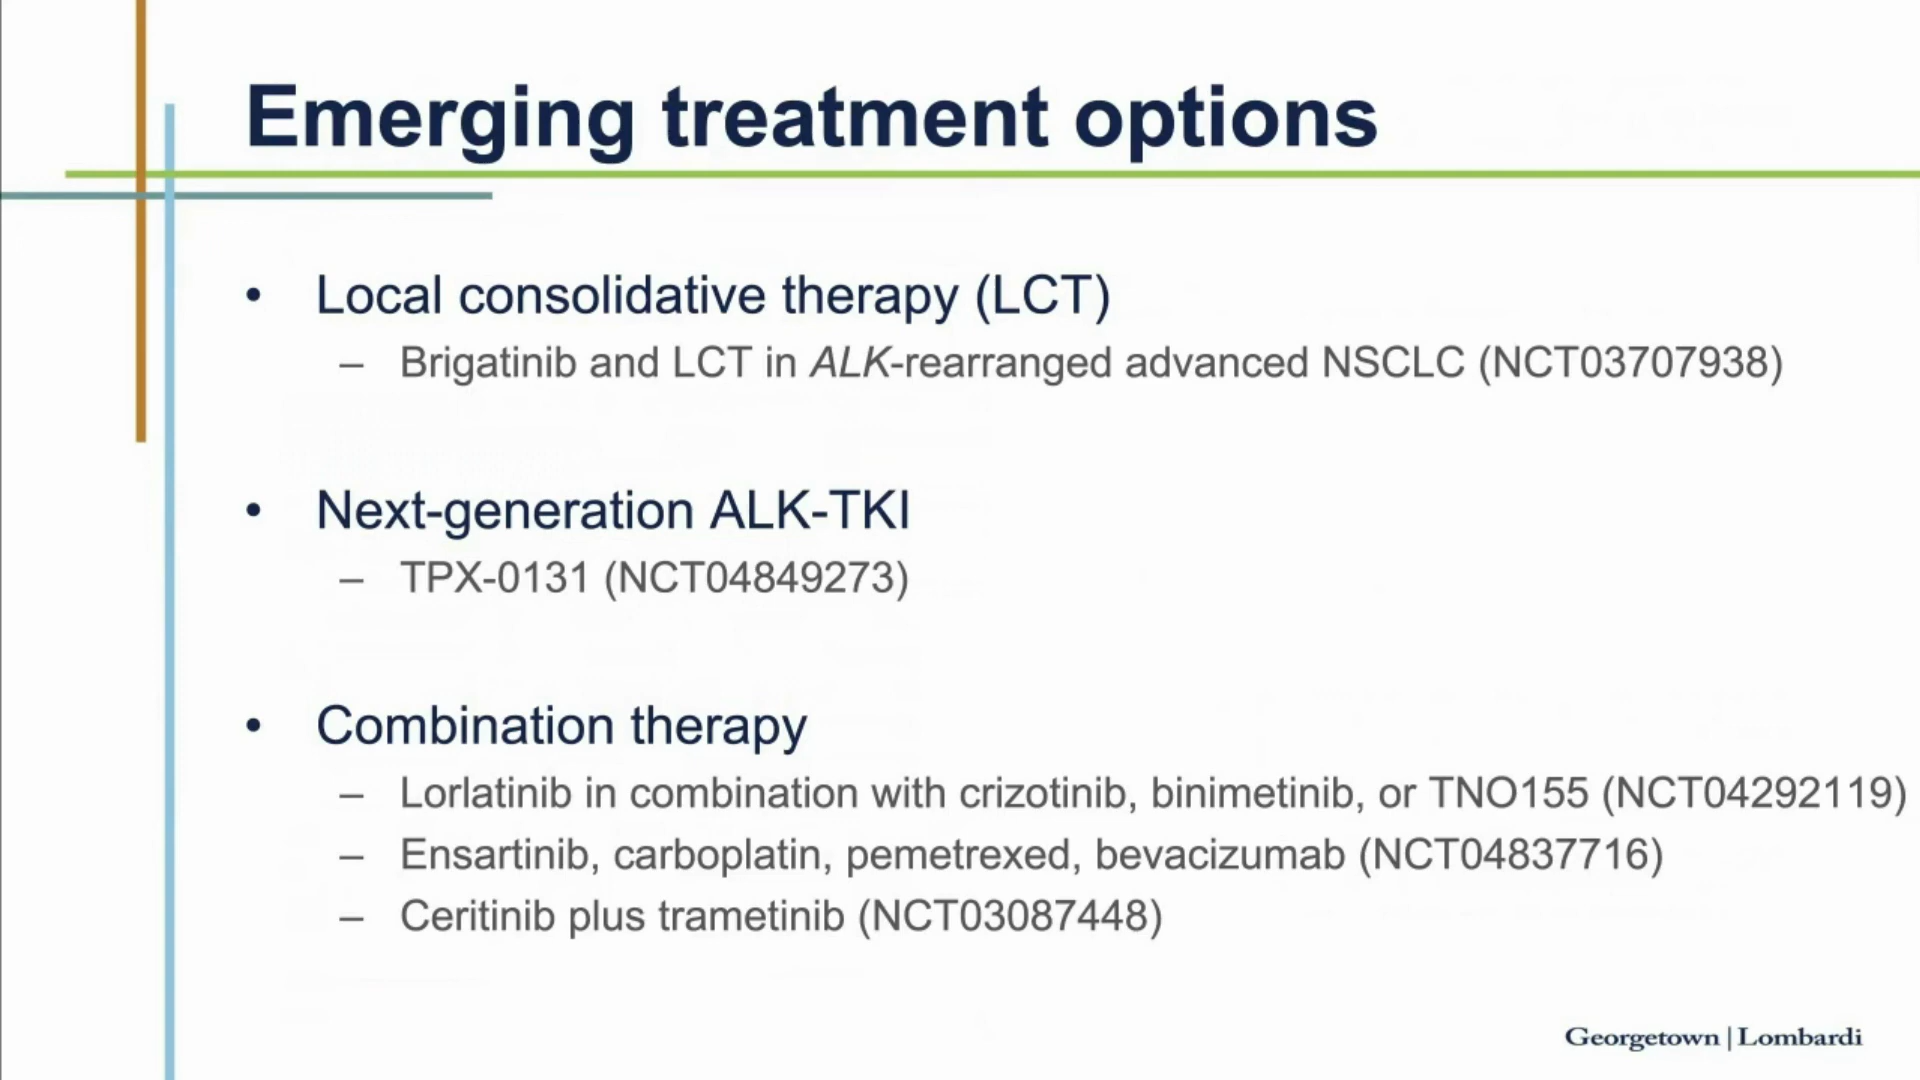 Emerging treatment options
• Local consolidative therapy (LCT)
– Brigatinib and LCT in ALK-rearranged advanced NSCLC (NCT03707938)
• Next-generation ALK-TKI
– TPX-0131 (NCT04849273)
• Combination therapy
– Lorlatinib in combination with crizotinib, binimetinib, or TNO155 (NCT04292119)
– Ensartinib, carboplatin, pemetrexed, bevacizumab (NCT04837716)
– Ceritinib plus trametinib (NCT03087448)
Georgetown | Lombardi